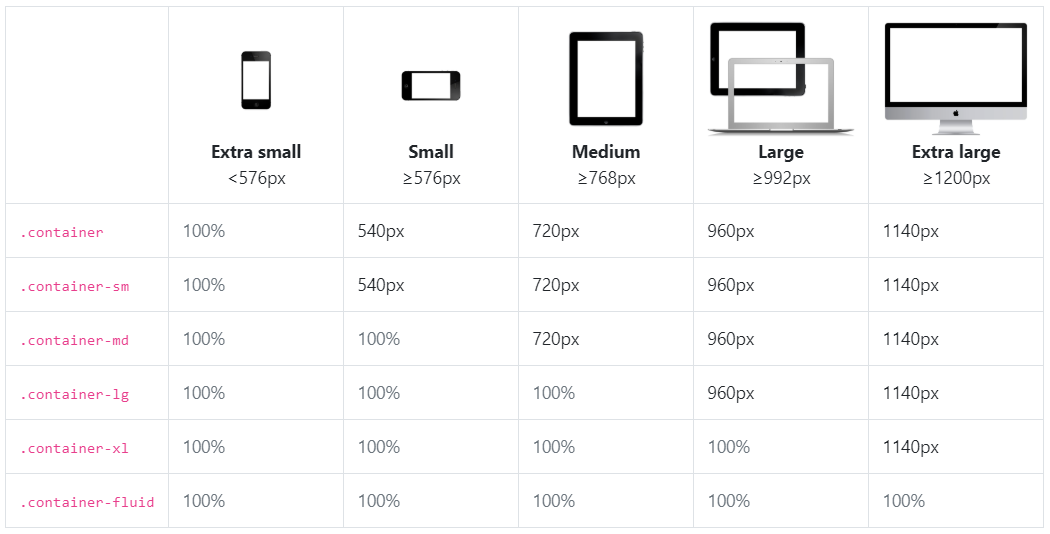 Extra small Small Medium Large Extra large
<576px ≥576px ≥768px ≥992px ≥1200px
.container 100% 540px 720px 960px 1140px
.container-sm 100% 540px 720px 960px 1140px
.container-md 100% 100% 720px 960px 1140px
.container-lg 100% 100% 100% 960px 1140px
.container-xl 100% 100% 100% 100% 1140px
.container-fluid 100% 100% 100% 100% 100%